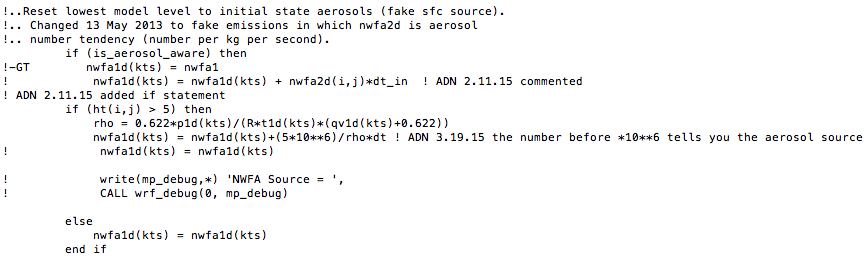 !..Reset lowest model level to initial state aerosols (fake sfc source).
!.. Changed 13 May 2013 to fake emissions in which nwfa2d is aerosol
!.. number tendency (number per kg per second).
         if (is_aerosol_aware) then
!-GT        nwfa1d(kts) = nwfa1
!            nwfa1d(kts) = nwfa1d(kts) + nwfa2d(i,j)*dt_in  ! ADN 2.11.15 commented
! ADN 2.11.15 added if statement
         if (ht(i,j) > 5) then
             rho = 0.622*p1d(kts)/(R*t1d(kts)*(qv1d(kts)+0.622))
             nwfa1d(kts) = nwfa1d(kts)+(5*10**6)/rho*dt ! ADN 3.19.15 the number before *10**6 tells you the aerosol source
!             nwfa1d(kts) = nwfa1d(kts)
!             write(mp_debug,*) 'NWFA Source = ',
!             CALL wrf_debug(0, mp_debug)
         else
             nwfa1d(kts) = nwfa1d(kts)
         end if